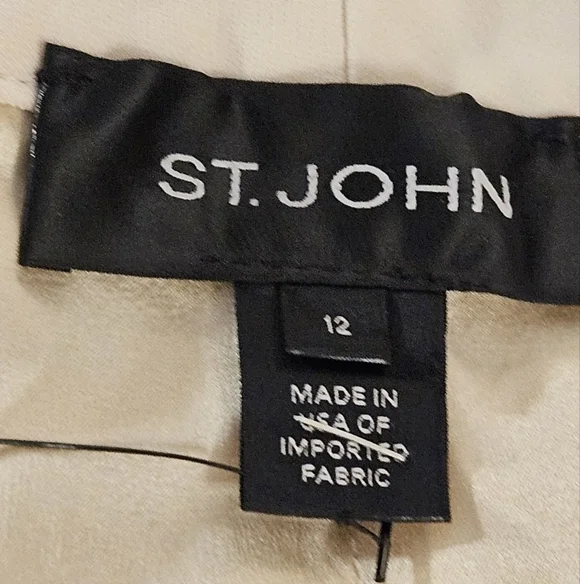 ST. JOHN
12
MADE IN
USA OF
IMPORTED
FABRIC